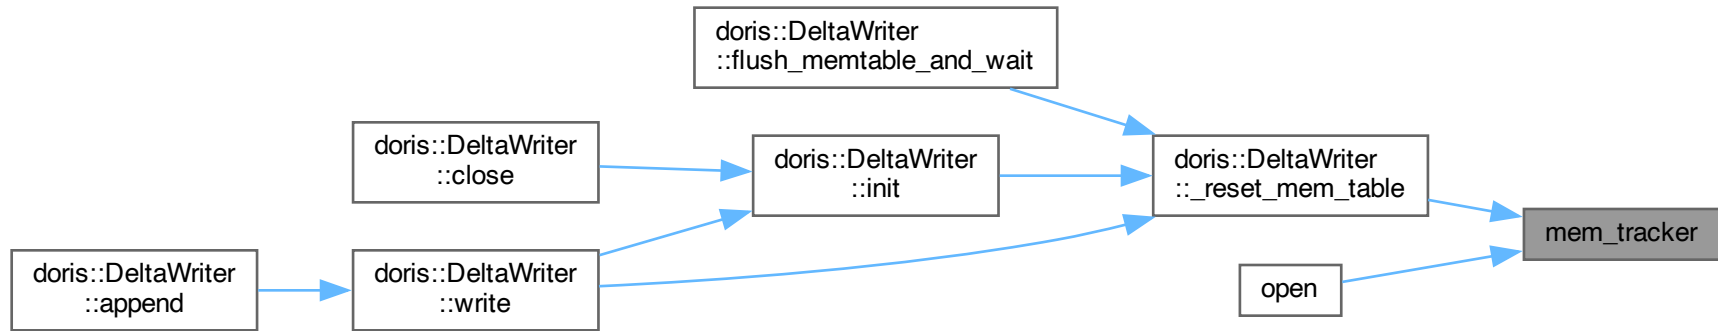 doris::DeltaWriter
::flush_memtable_and_wait
doris::DeltaWriter
::close
doris::DeltaWriter
::init
doris::DeltaWriter
::_reset_mem_table
mem_tracker
doris::DeltaWriter
::append
doris::DeltaWriter
::write
open